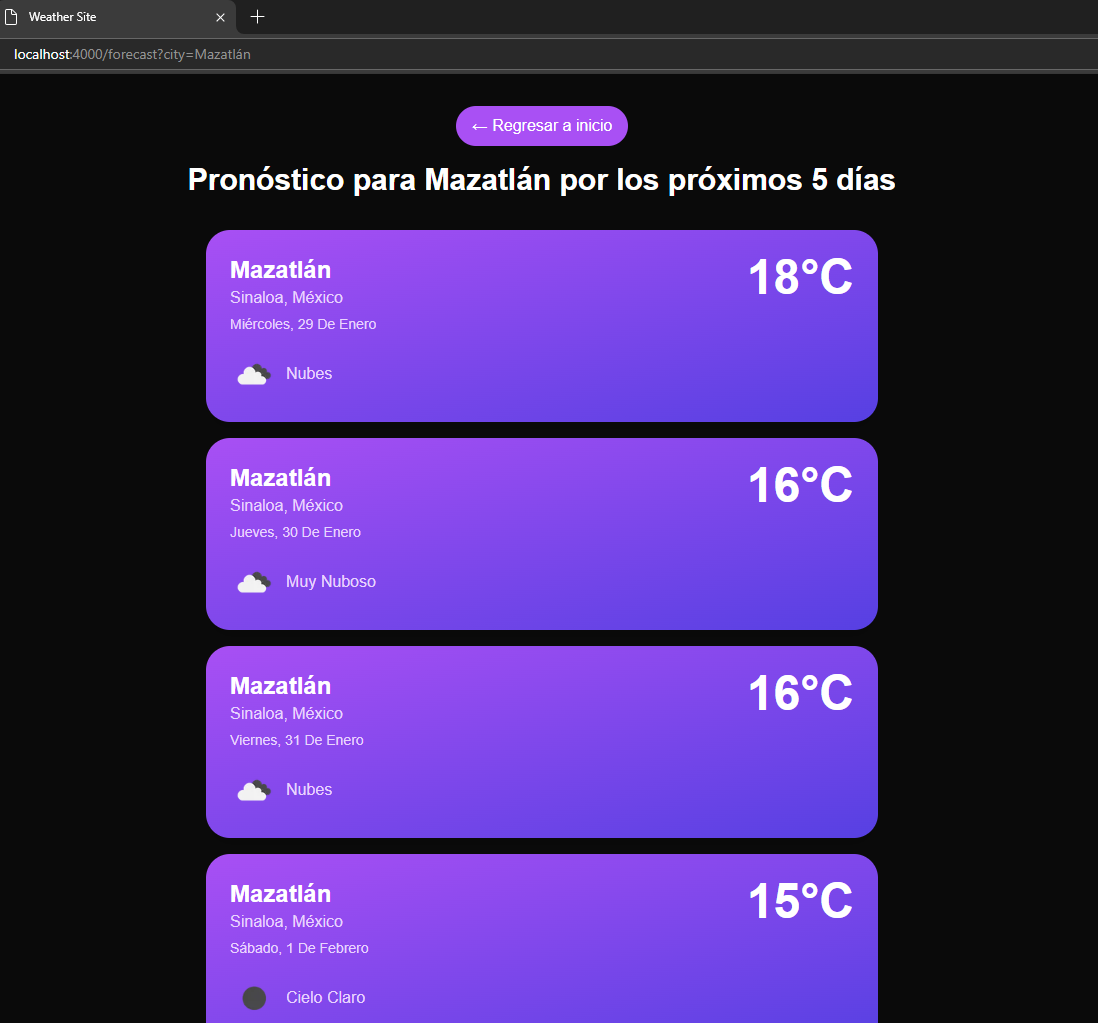 Weather Site
localhost:4000/forecast?city=Mazatlán
← Regresar a inicio
Pronóstico para Mazatlán por los próximos 5 días
Mazatlán
18°C
Sinaloa, México
Miércoles, 29 De Enero
Nubes
Mazatlán
16°C
Sinaloa, México
Jueves, 30 De Enero
Muy Nuboso
Mazatlán
16°C
Sinaloa, México
Viernes, 31 De Enero
Nubes
Mazatlán
15°C
Sinaloa, México
Sábado, 1 De Febrero
Cielo Claro